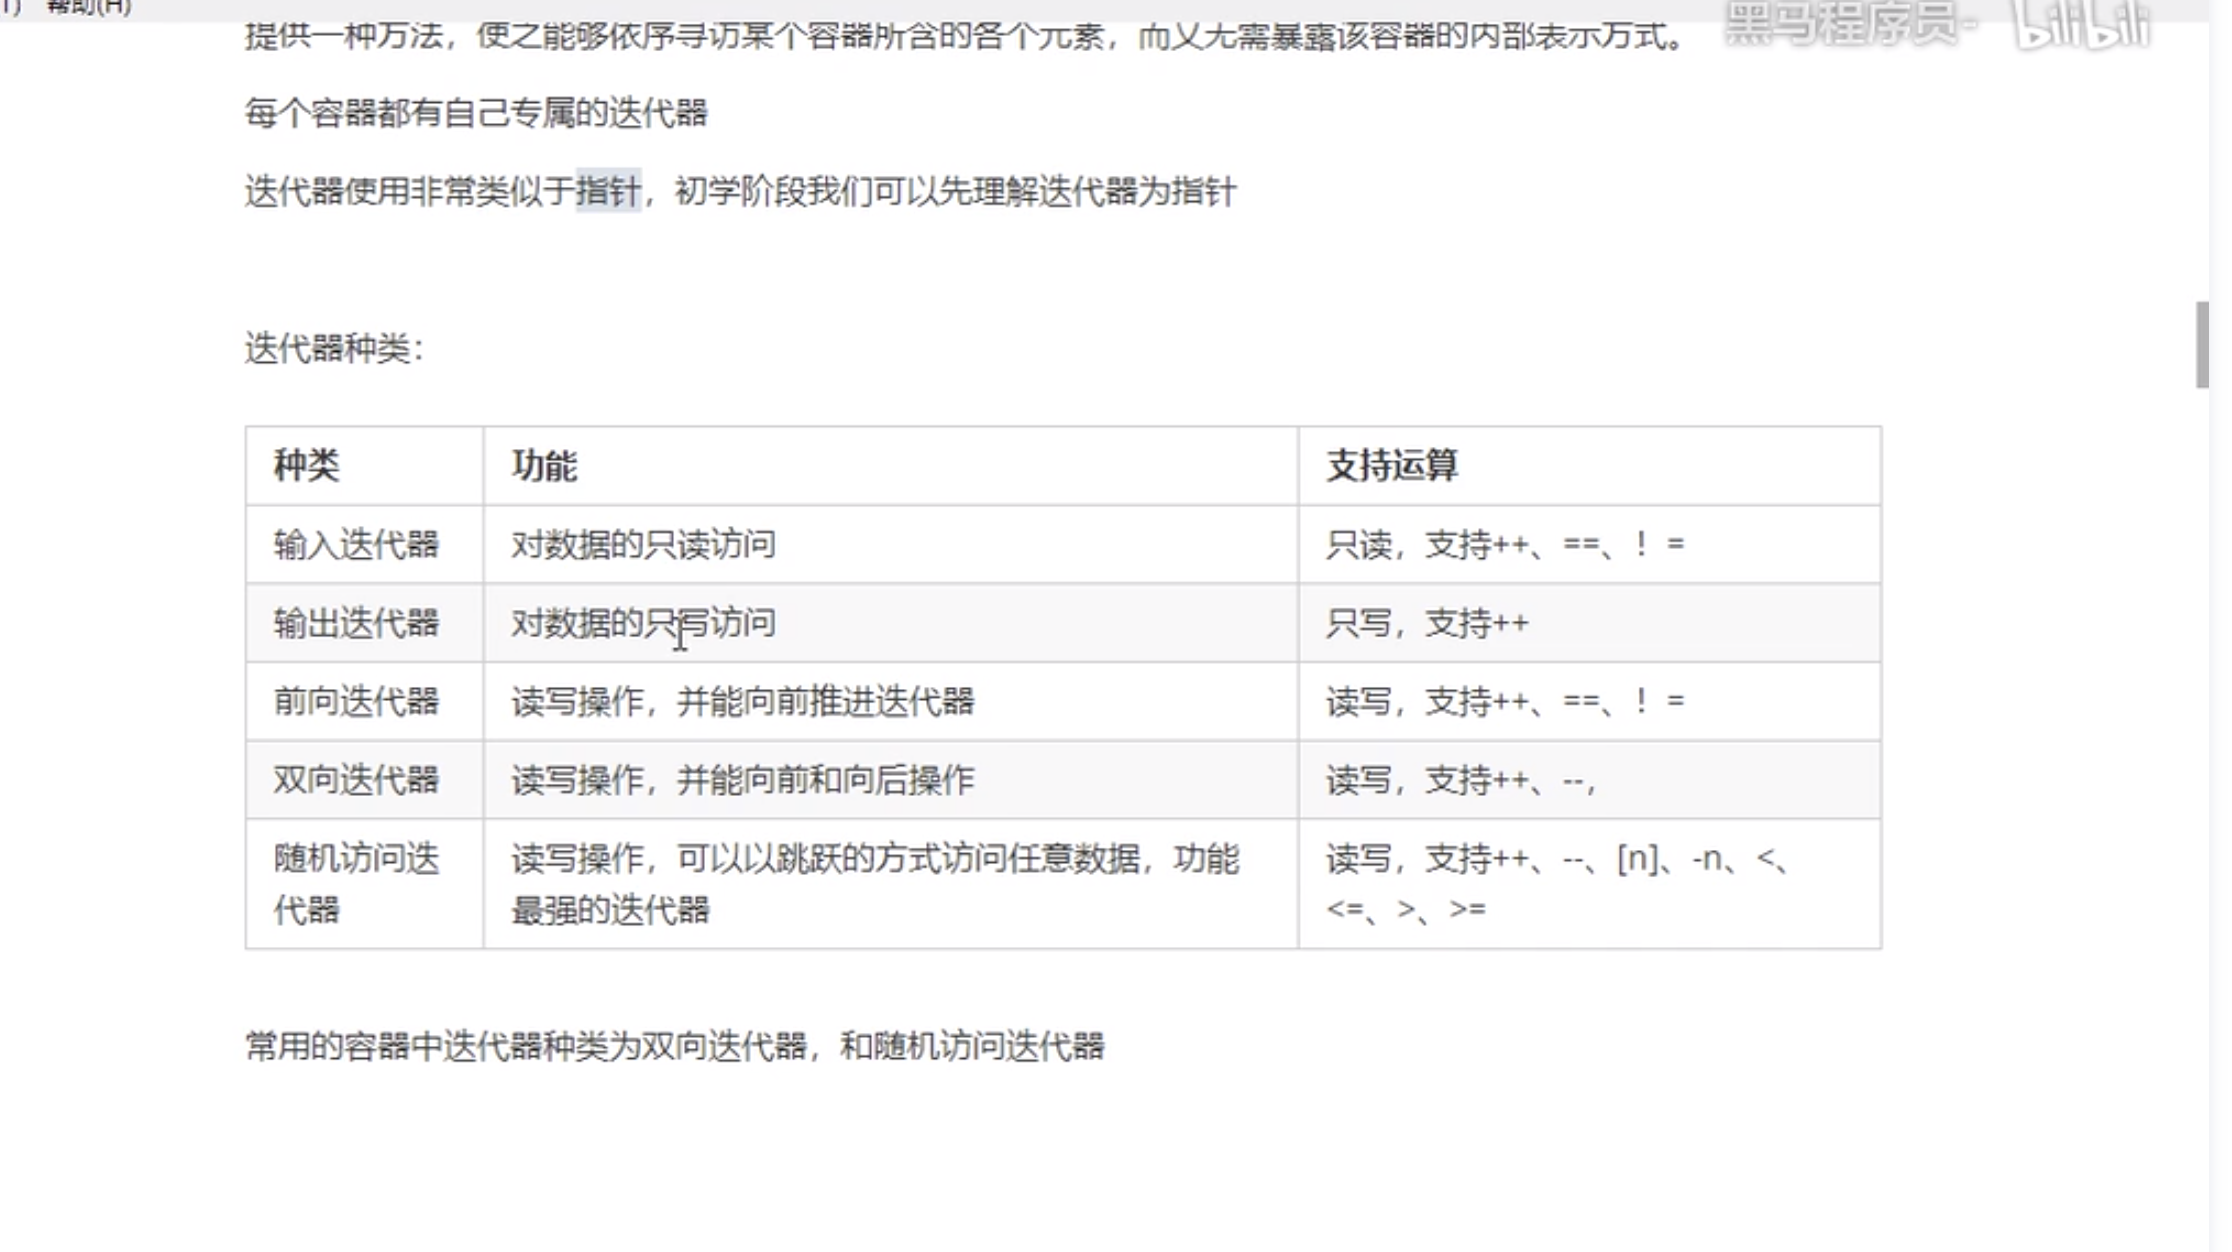 帮助(H)
黑马程序员- bilibili
提供一种方法，使之能够依序寻访某个容器所含的各个元素，而又无需暴露该容器的内部表示方式。
每个容器都有自己专属的迭代器
迭代器使用非常类似于指针，初学阶段我们可以先理解迭代器为指针
迭代器种类：
种类 功能 支持运算
输入迭代器 对数据的只读访问 只读，支持++、==、！=
输出迭代器 对数据的只写访问 只写，支持++
前向迭代器 读写操作，并能向前推进迭代器 读写，支持++、==、！=
双向迭代器 读写操作，并能向前和向后操作 读写，支持++、--，
随机访问迭 读写操作，可以以跳跃的方式访问任意数据，功能 读写，支持++、--、[n]、-n、<、
代器 最强的迭代器 <=、>、>=
常用的容器中迭代器种类为双向迭代器，和随机访问迭代器